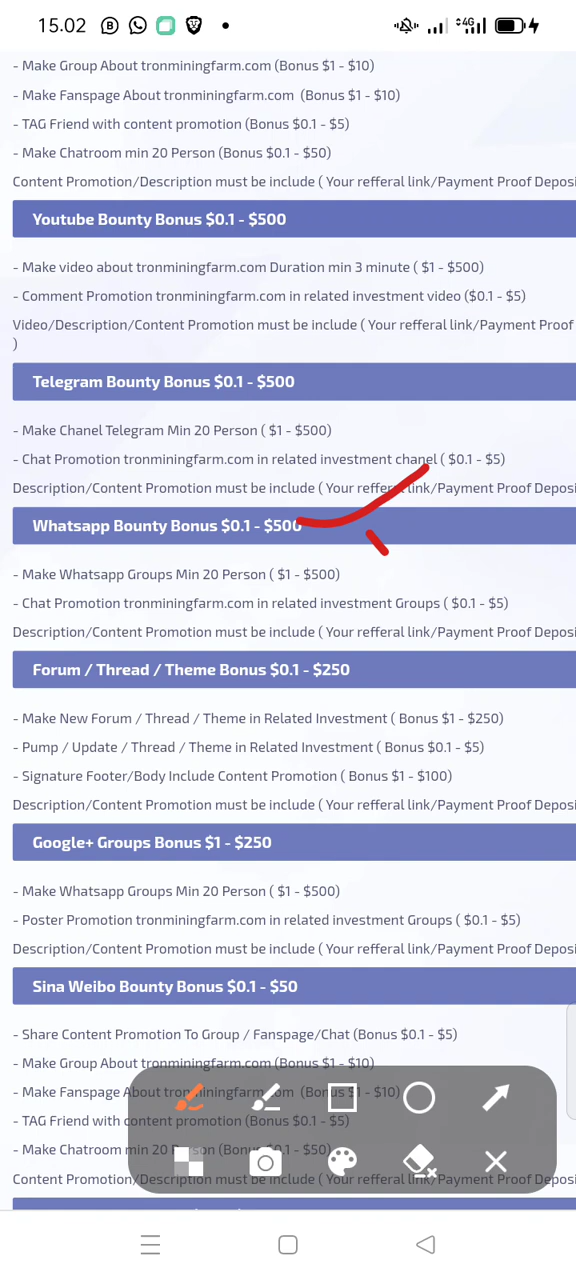 15.02
4G
- Make Group About tronminingfarm.com (Bonus $1 - $10)
- Make Fanspage About tronminingfarm.com (Bonus $1 - $10)
- TAG Friend with content promotion (Bonus $0.1 - $5)
- Make Chatroom min 20 Person (Bonus $0.1 - $50)
Content Promotion/Description must be include ( Your refferal link/Payment Proof Deposi
Youtube Bounty Bonus $0.1 - $500
- Make video about tronminingfarm.com Duration min 3 minute ( $1 - $500)
- Comment Promotion tronminingfarm.com in related investment video ($0.1 - $5)
Video/Description/Content Promotion must be include ( Your refferal link/Payment Proof
)
Telegram Bounty Bonus $0.1 - $500
- Make Chanel Telegram Min 20 Person ( $1 - $500)
- Chat Promotion tronminingfarm.com in related investment chanel ( $0.1 - $5)
Description/Content Promotion must be include ( Your refferal link/Payment Proof Deposi
Whatsapp Bounty Bonus $0.1 - $500
- Make Whatsapp Groups Min 20 Person ( $1 - $500)
- Chat Promotion tronminingfarm.com in related investment Groups ( $0.1 - $5)
Description/Content Promotion must be include ( Your refferal link/Payment Proof Deposi
Forum / Thread / Theme Bonus $0.1 - $250
- Make New Forum / Thread / Theme in Related Investment ( Bonus $1 - $250)
- Pump / Update / Thread / Theme in Related Investment ( Bonus $0.1 - $5)
- Signature Footer/Body Include Content Promotion ( Bonus $1 - $100)
Description/Content Promotion must be include ( Your refferal link/Payment Proof Deposi
Google+ Groups Bonus $1 - $250
- Make Whatsapp Groups Min 20 Person ( $1 - $500)
- Poster Promotion tronminingfarm.com in related investment Groups ( $0.1 - $5)
Description/Content Promotion must be include ( Your refferal link/Payment Proof Deposi
Sina Weibo Bounty Bonus $0.1 - $50
- Share Content Promotion To Group / Fanspage/Chat (Bonus $0.1 - $5)
- Make Group About tronminingfarm.com (Bonus $1 - $10)
- Make Fanspage About tronminingfarm.com (Bonus $1 - $10)
- TAG Friend with content promotion (Bonus $0.1 - $5)
- Make Chatroom min 20 Person (Bonus $0.1 - $50)
Content Promotion/Description must be include ( Your refferal link/Payment Proof Deposi